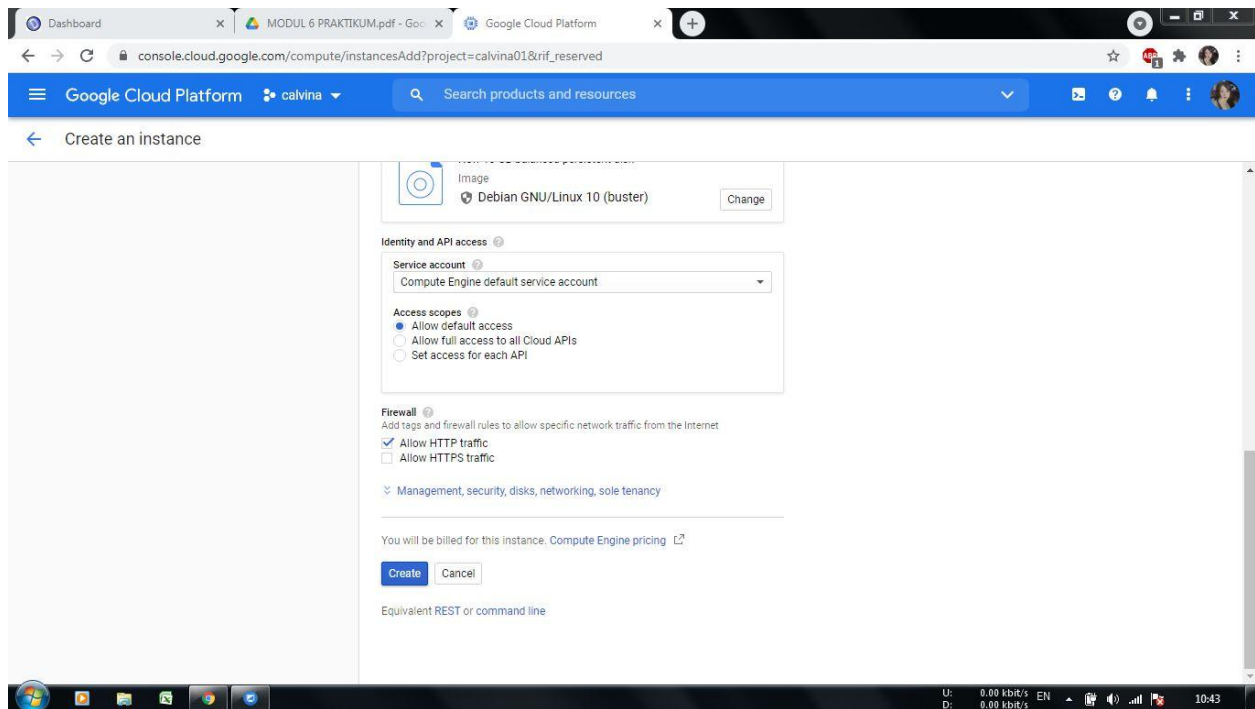 Dashboard
MODUL 6 PRAKTIKUM.pdf - Goo
Google Cloud Platform
console.cloud.google.com/compute/instancesAdd?project=calvina01&rif_reserved
ABP
1
Google Cloud Platform
calvina
Search products and resources
Create an instance
Image
Debian GNU/Linux 10 (buster)
Change
Identity and API access
Service account
Compute Engine default service account
Access scopes
Allow default access
Allow full access to all Cloud APIs
Set access for each API
Firewall
Add tags and firewall rules to allow specific network traffic from the Internet
Allow HTTP traffic
Allow HTTPS traffic
Management, security, disks, networking, sole tenancy
You will be billed for this instance. Compute Engine pricing
Create
Cancel
Equivalent REST or command line
U: 0.00 kbit/s
D: 0.00 kbit/s
EN
10:43